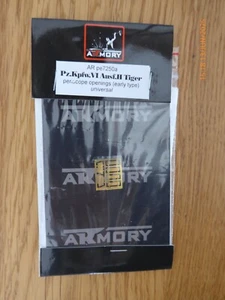 ARMORY
AR pe7250a
Pz.Kpfw.VI Ausf.H Tiger
periscope openings (early type)
universal
ARMORY
ARMORY
ARMORY